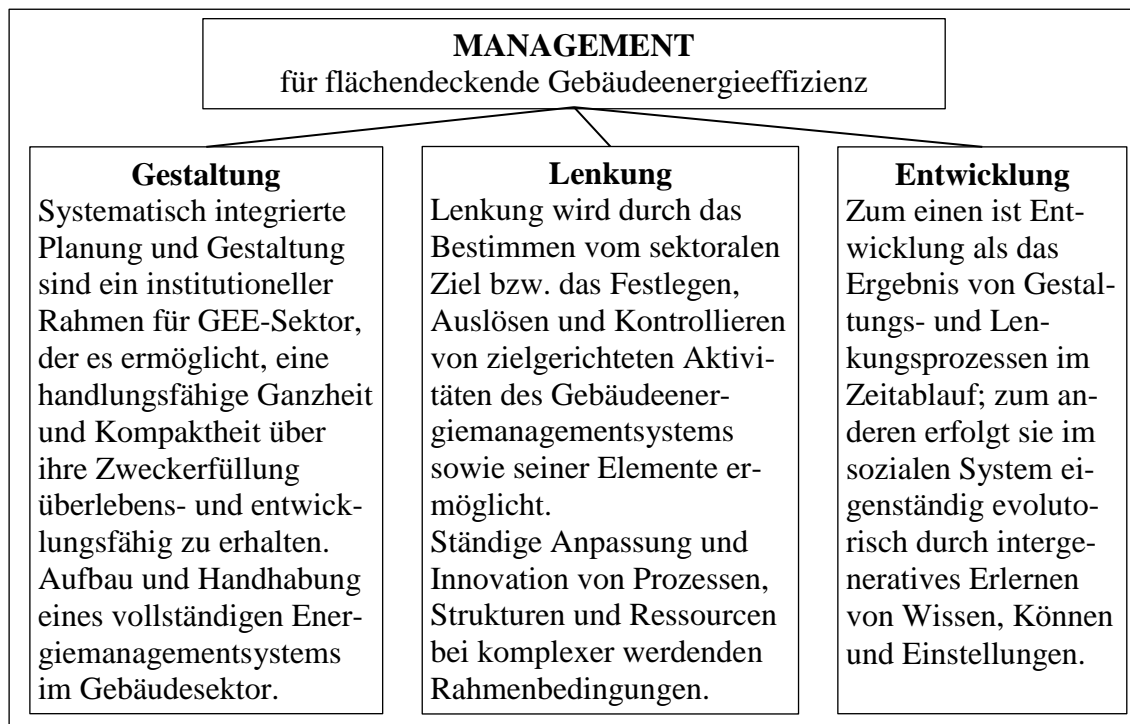 MANAGEMENT
für flächendeckende Gebäudeenergieeffizienz
Gestaltung
Systematisch integrierte
Planung und Gestaltung
sind ein institutioneller
Rahmen für GEE-Sektor,
der es ermöglicht, eine
handlungsfähige Ganzheit
und Kompaktheit über
ihre Zweckerfüllung
überlebens- und entwick-
lungsfähig zu erhalten.
Aufbau und Handhabung
eines vollständigen Ener-
giemanagementsystems
im Gebäudesektor.
Lenkung
Lenkung wird durch das
Bestimmen vom sektoralen
Ziel bzw. das Festlegen,
Auslösen und Kontrollieren
von zielgerichteten Aktivi-
täten des Gebäudeener-
giemanagementsystems
sowie seiner Elemente er-
möglicht.
Ständige Anpassung und
Innovation von Prozessen,
Strukturen und Ressourcen
bei komplexer werdenden
Rahmenbedingungen.
Entwicklung
Zum einen ist Ent-
wicklung als das
Ergebnis von Gestal-
tungs- und Len-
kungsprozessen im
Zeitablauf; zum an-
deren erfolgt sie im
sozialen System ei-
genständig evoluto-
risch durch interge-
neratives Erlernen
von Wissen, Können
und Einstellungen.